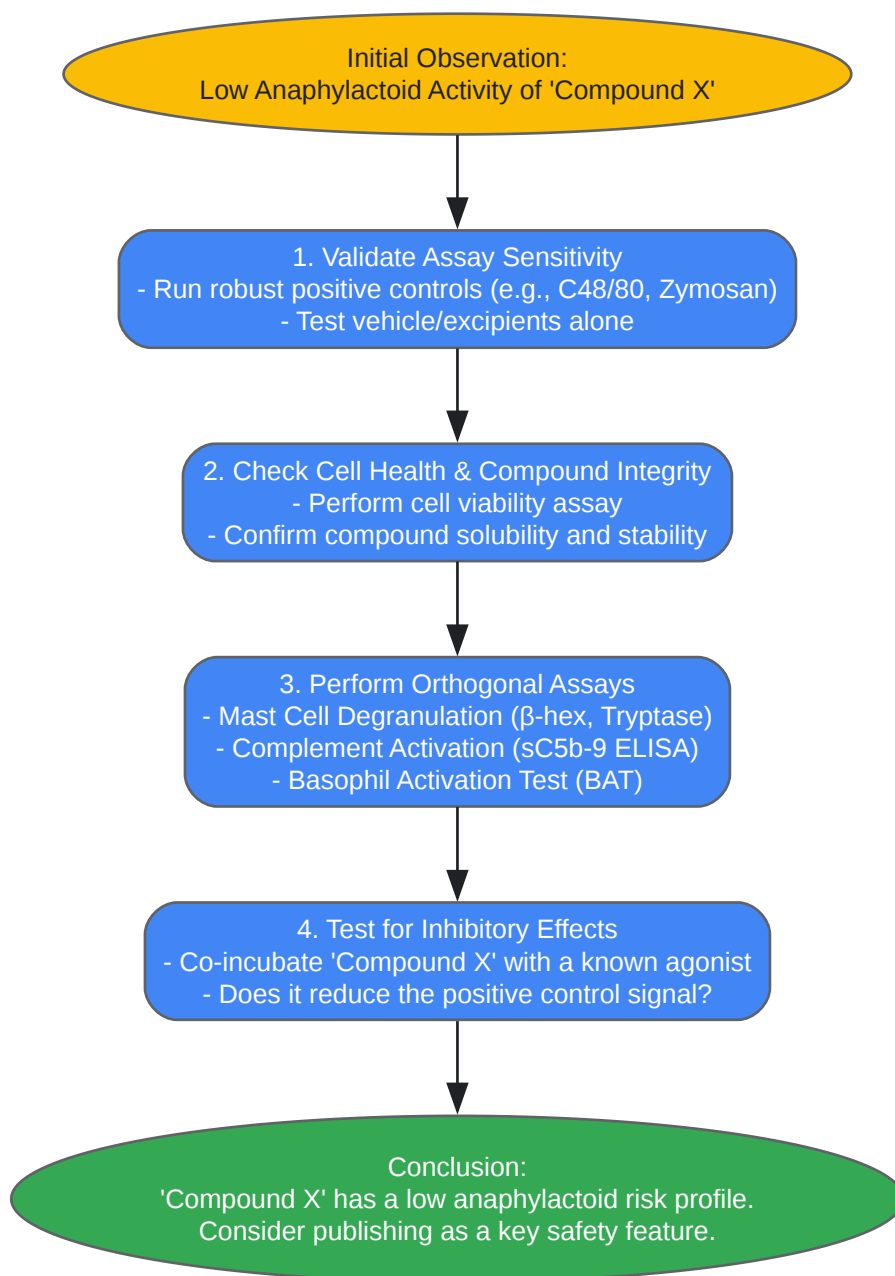 Initial Observation:
Low Anaphylactoid Activity of 'Compound X'
1. Validate Assay Sensitivity
- Run robust positive controls (e.g., C48/80, Zymosan)
- Test vehicle/excipients alone
2. Check Cell Health & Compound Integrity
- Perform cell viability assay
- Confirm compound solubility and stability
3. Perform Orthogonal Assays
- Mast Cell Degranulation (β-hex, Tryptase)
- Complement Activation (sC5b-9 ELISA)
- Basophil Activation Test (BAT)
4. Test for Inhibitory Effects
- Co-incubate 'Compound X' with a known agonist
- Does it reduce the positive control signal?
Conclusion:
'Compound X' has a low anaphylactoid risk profile.
Consider publishing as a key safety feature.